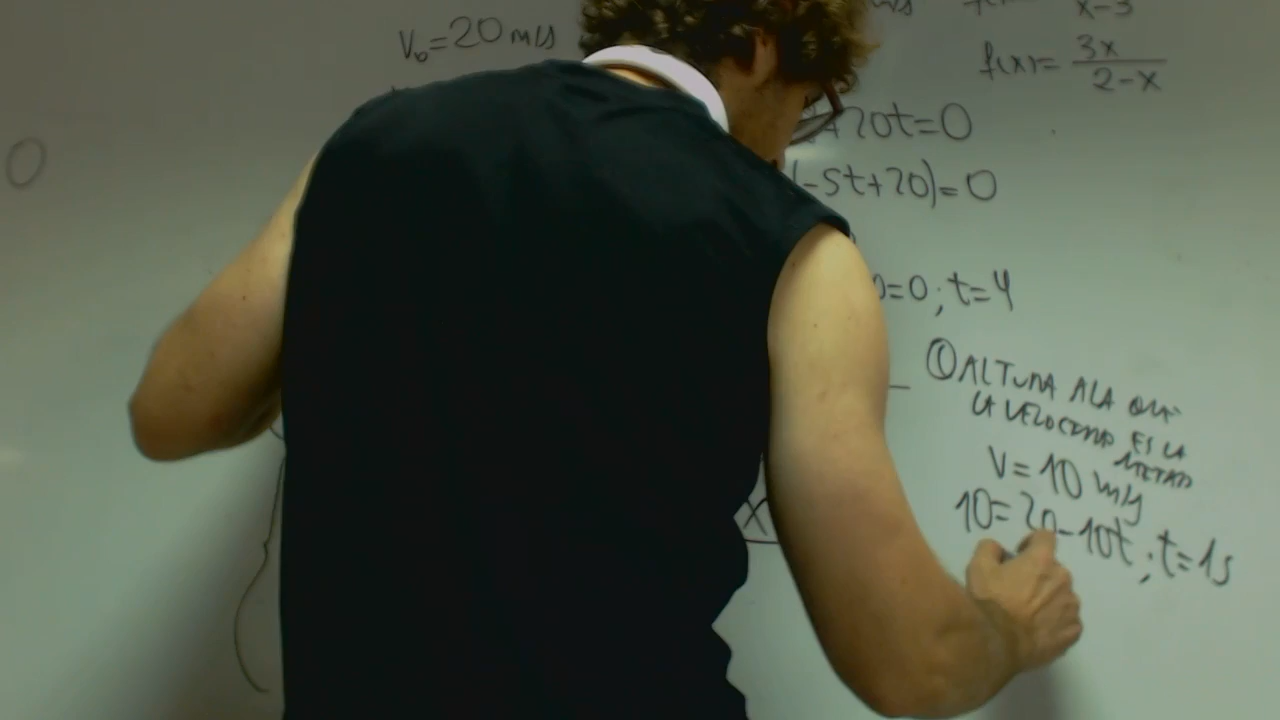 V₀=20 m/s
x-3
f(x)= 3x
2-x
+20t=0
(-5t+20)=0
=0; t=4
① ALTURA A LA QUE
LA VELOCIDAD ES LA
MITAD
V=10 m/s
10=20-10t; t=1s
0
x